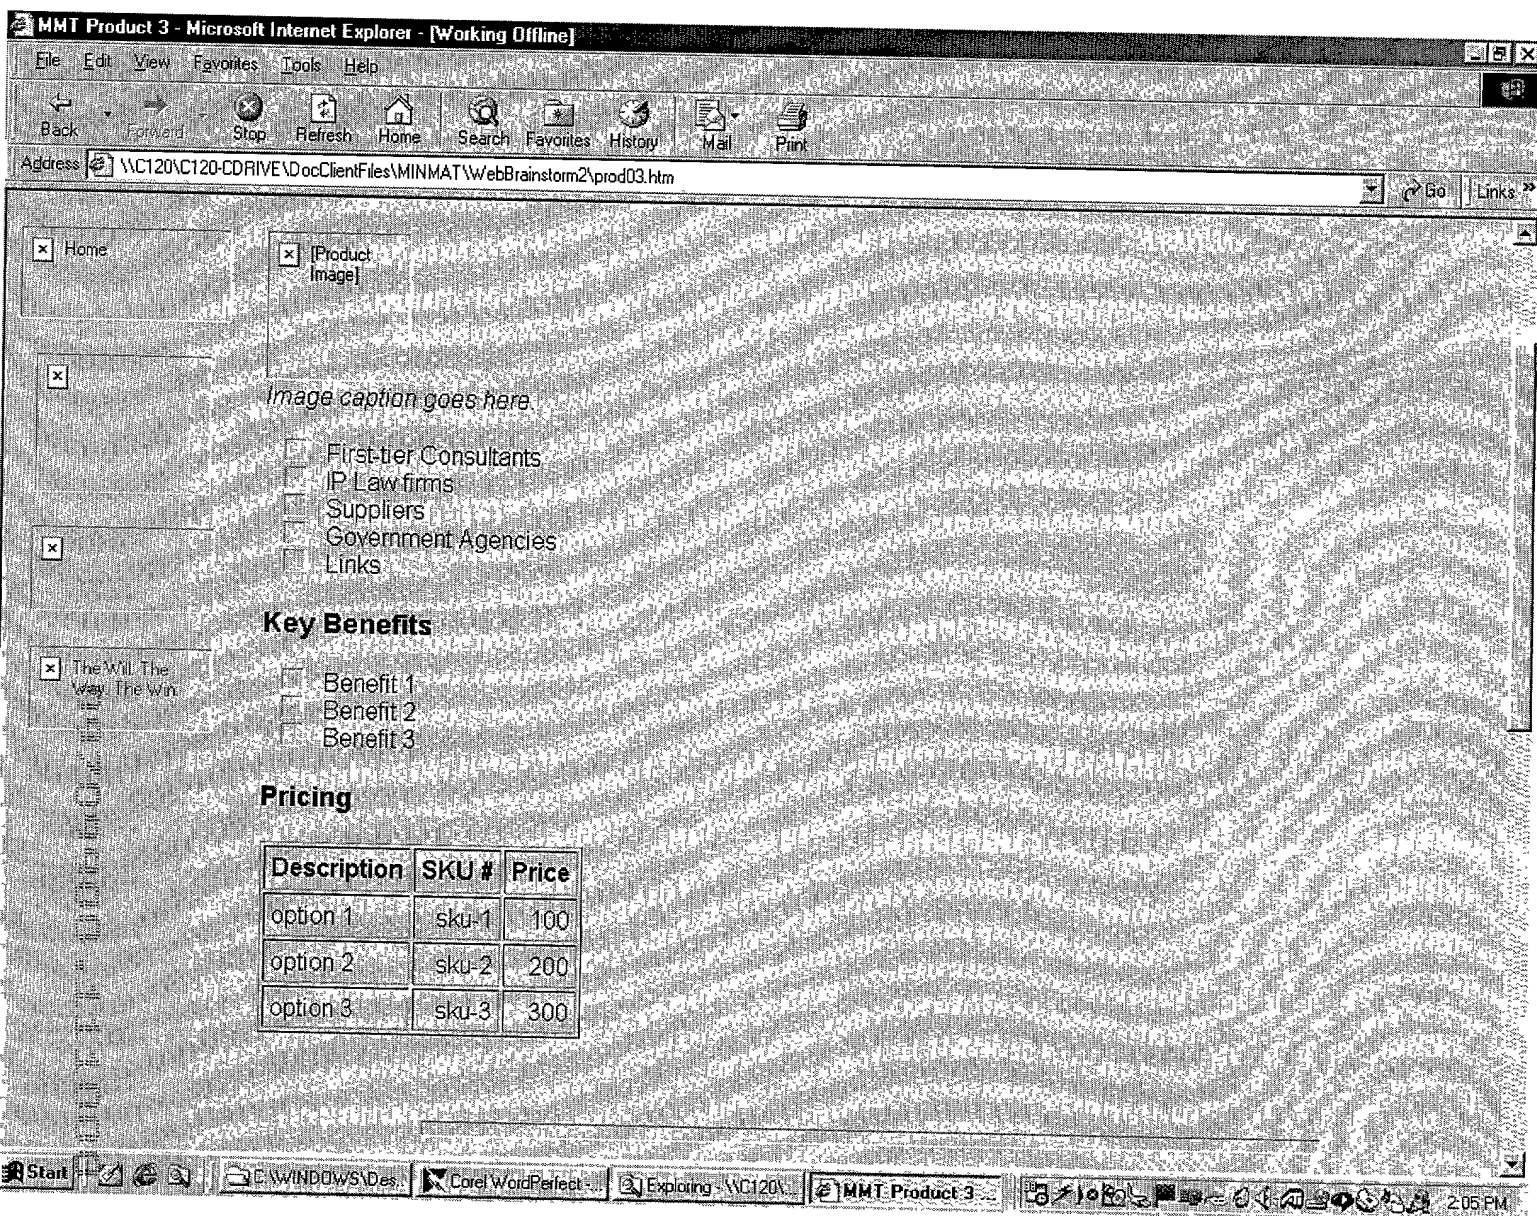 MMT Product 3 - Microsoft Internet Explorer - [Working Offline]
File Edit View Favorites Tools Help
Back Forward Stop Refresh Home Search Favorites History Mail Print
Address \\C120\C120-CDRIVE\DocClientFiles\MINMAT\WebBrainstorm2\prod03.htm Go Links »
Home
[Product
Image]
Image caption goes here.
First-tier Consultants
IP Law firms
Suppliers
Government Agencies
Links
Key Benefits
The Will. The
Way. The Win.
Benefit 1
Benefit 2
Benefit 3
Pricing
Description SKU # Price
option 1 sku-1 100
option 2 sku-2 200
option 3 sku-3 300
Start C:\WINDOWS\Des... Corel WordPerfect -... Exploring - \\C120\... MMT Product 3 ... 2:05 PM